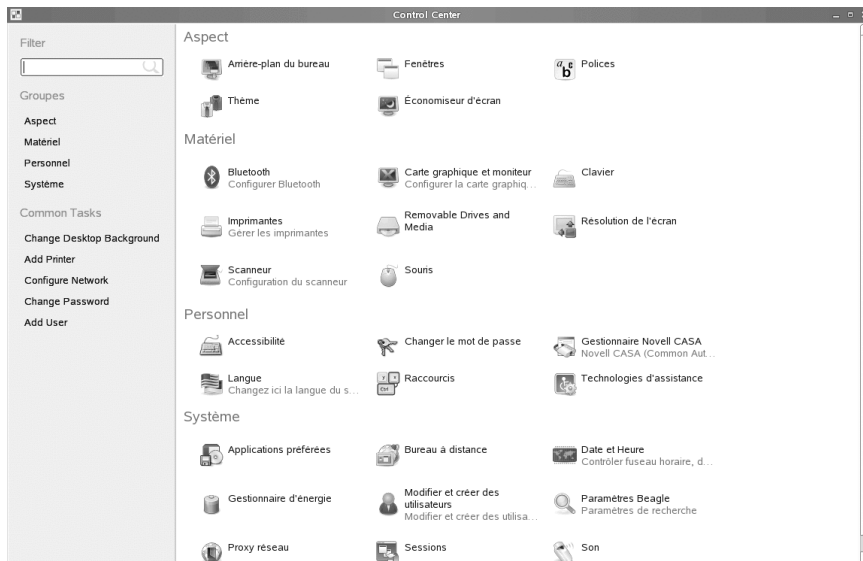 Control Center
Filter
Groupes
Aspect
Matériel
Personnel
Système
Common Tasks
Change Desktop Background
Add Printer
Configure Network
Change Password
Add User
Aspect
Arrière-plan du bureau
Fenêtres
Polices
Thème
Économiseur d'écran
Matériel
Bluetooth
Configurer Bluetooth
Carte graphique et moniteur
Configurer la carte graphiq...
Clavier
Imprimantes
Gérer les imprimantes
Removable Drives and
Media
Résolution de l'écran
Scanneur
Configuration du scanneur
Souris
Personnel
Accessibilité
Changer le mot de passe
Gestionnaire Novell CASA
Novell CASA (Common Aut...
Langue
Changez ici la langue du s...
Raccourcis
Technologies d'assistance
Système
Applications préférées
Bureau à distance
Date et Heure
Contrôler fuseau horaire, d...
Gestionnaire d'énergie
Modifier et créer des
utilisateurs
Modifier et créer des utilisa...
Paramètres Beagle
Paramètres de recherche
Proxy réseau
Sessions
Son